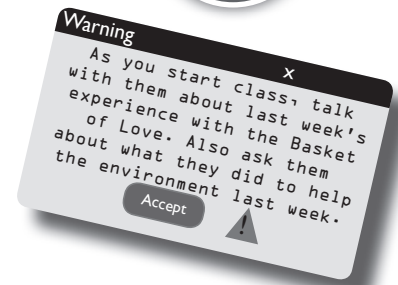 Warning
x
As you start class, talk
with them about last week's
experience with the Basket
of Love. Also ask them
about what they did to help
the environment last week.
Accept
!